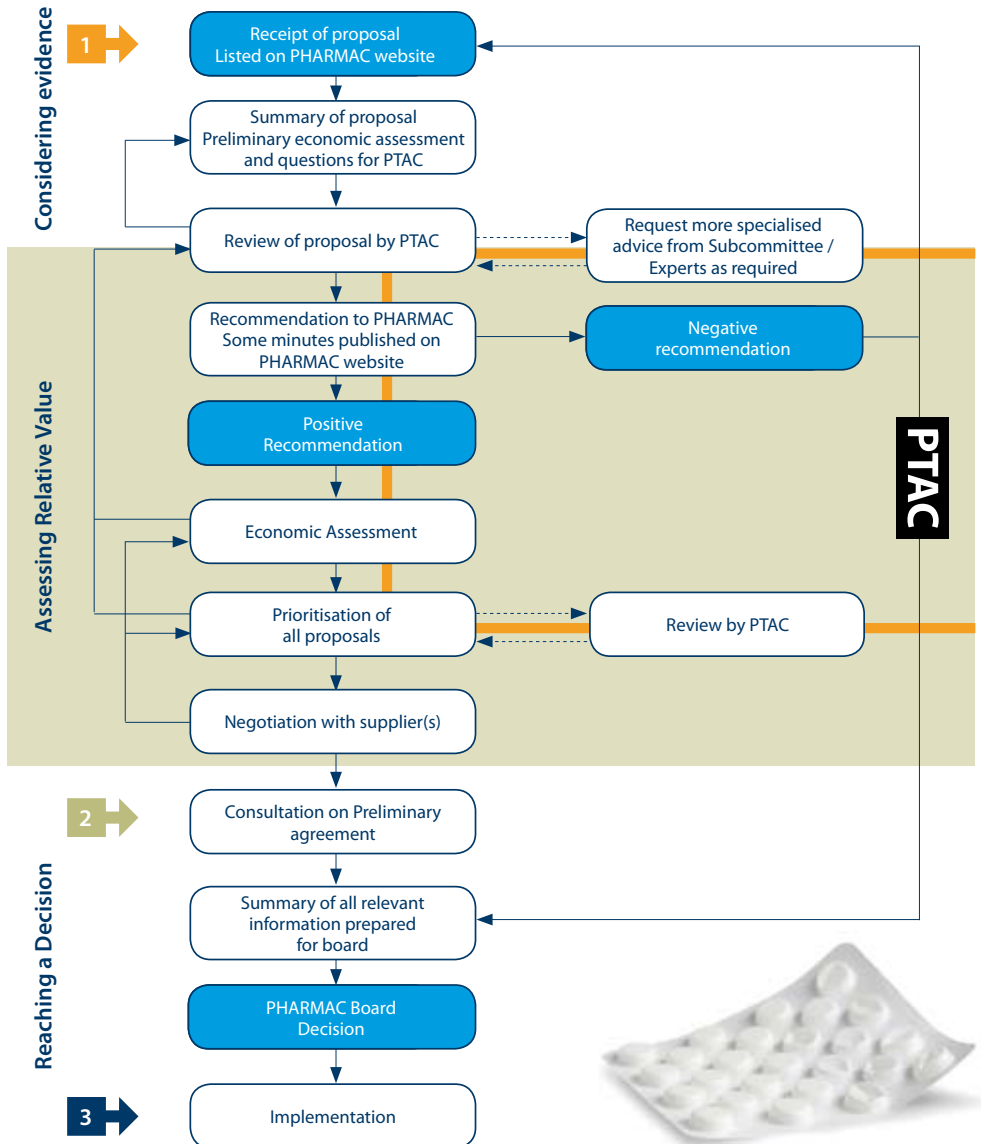 Considering evidence
1
Receipt of proposal
Listed on PHARMAC website
Summary of proposal
Preliminary economic assessment
and questions for PTAC
Review of proposal by PTAC
Request more specialised
advice from Subcommittee /
Experts as required
Assessing Relative Value
Recommendation to PHARMAC
Some minutes published on
PHARMAC website
Negative
recommendation
Positive
Recommendation
PTAC
Economic Assessment
Prioritisation of
all proposals
Review by PTAC
Negotiation with supplier(s)
2
Consultation on Preliminary
agreement
Reaching a Decision
Summary of all relevant
information prepared
for board
PHARMAC Board
Decision
3
Implementation